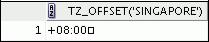 TZ_OFFSET('SINGAPORE')
1 +08:00□